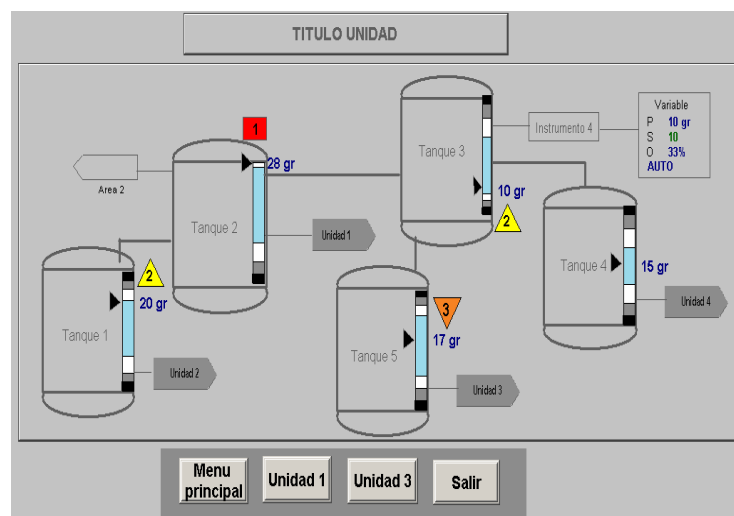 TITULO UNIDAD
Variable
P 10 gr
S 10
O 33%
AUTO
Instrumento 4
1
Tanque 3
28 gr
Area 2
10 gr
2
Tanque 2
Unidad 1
Tanque 4
15 gr
2
20 gr
Unidad 4
3
Tanque 1
17 gr
Tanque 5
Unidad 2
Unidad 3
Menu
principal
Unidad 1
Unidad 3
Salir